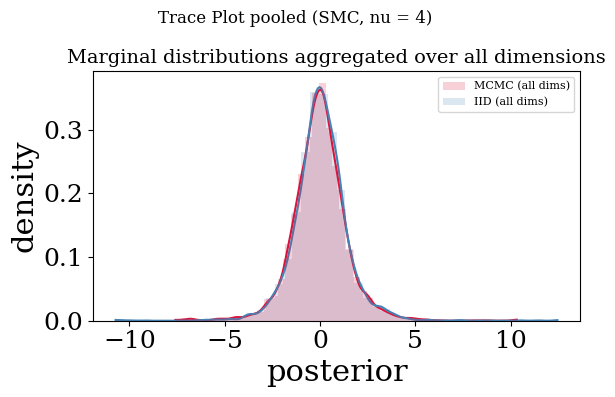 Trace Plot pooled (SMC, nu = 4)
Marginal distributions aggregated over all dimensions
MCMC (all dims)
IID (all dims)
density
0.3
0.2
0.1
0.0
−10
−5
0
5
10
posterior